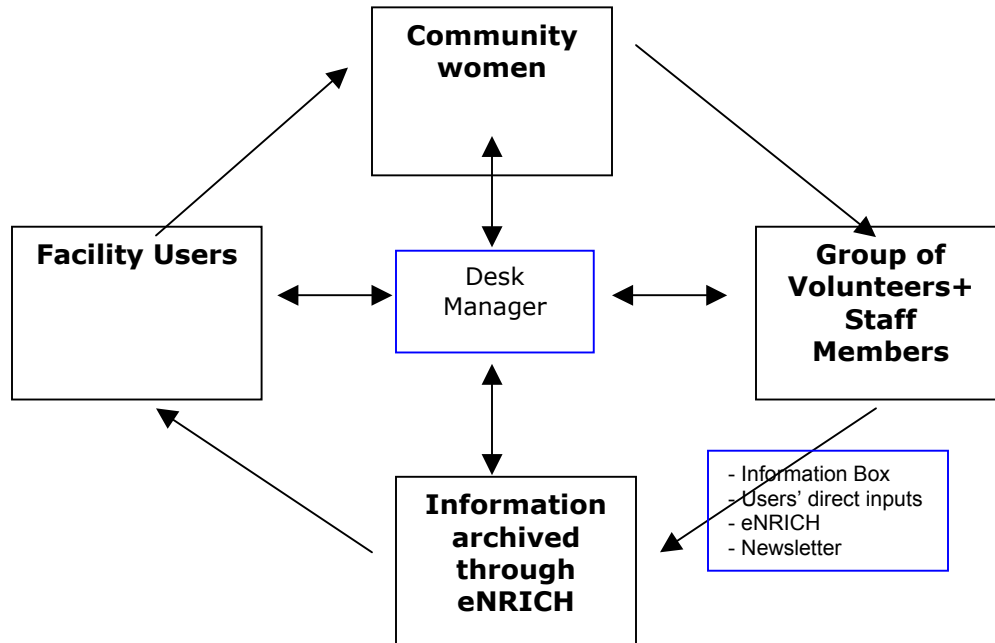 Community
women
Facility Users
Desk
Manager
Group of
Volunteers+
Staff
Members
- Information Box
- Users’ direct inputs
- eNRICH
- Newsletter
Information
archived
through
eNRICH